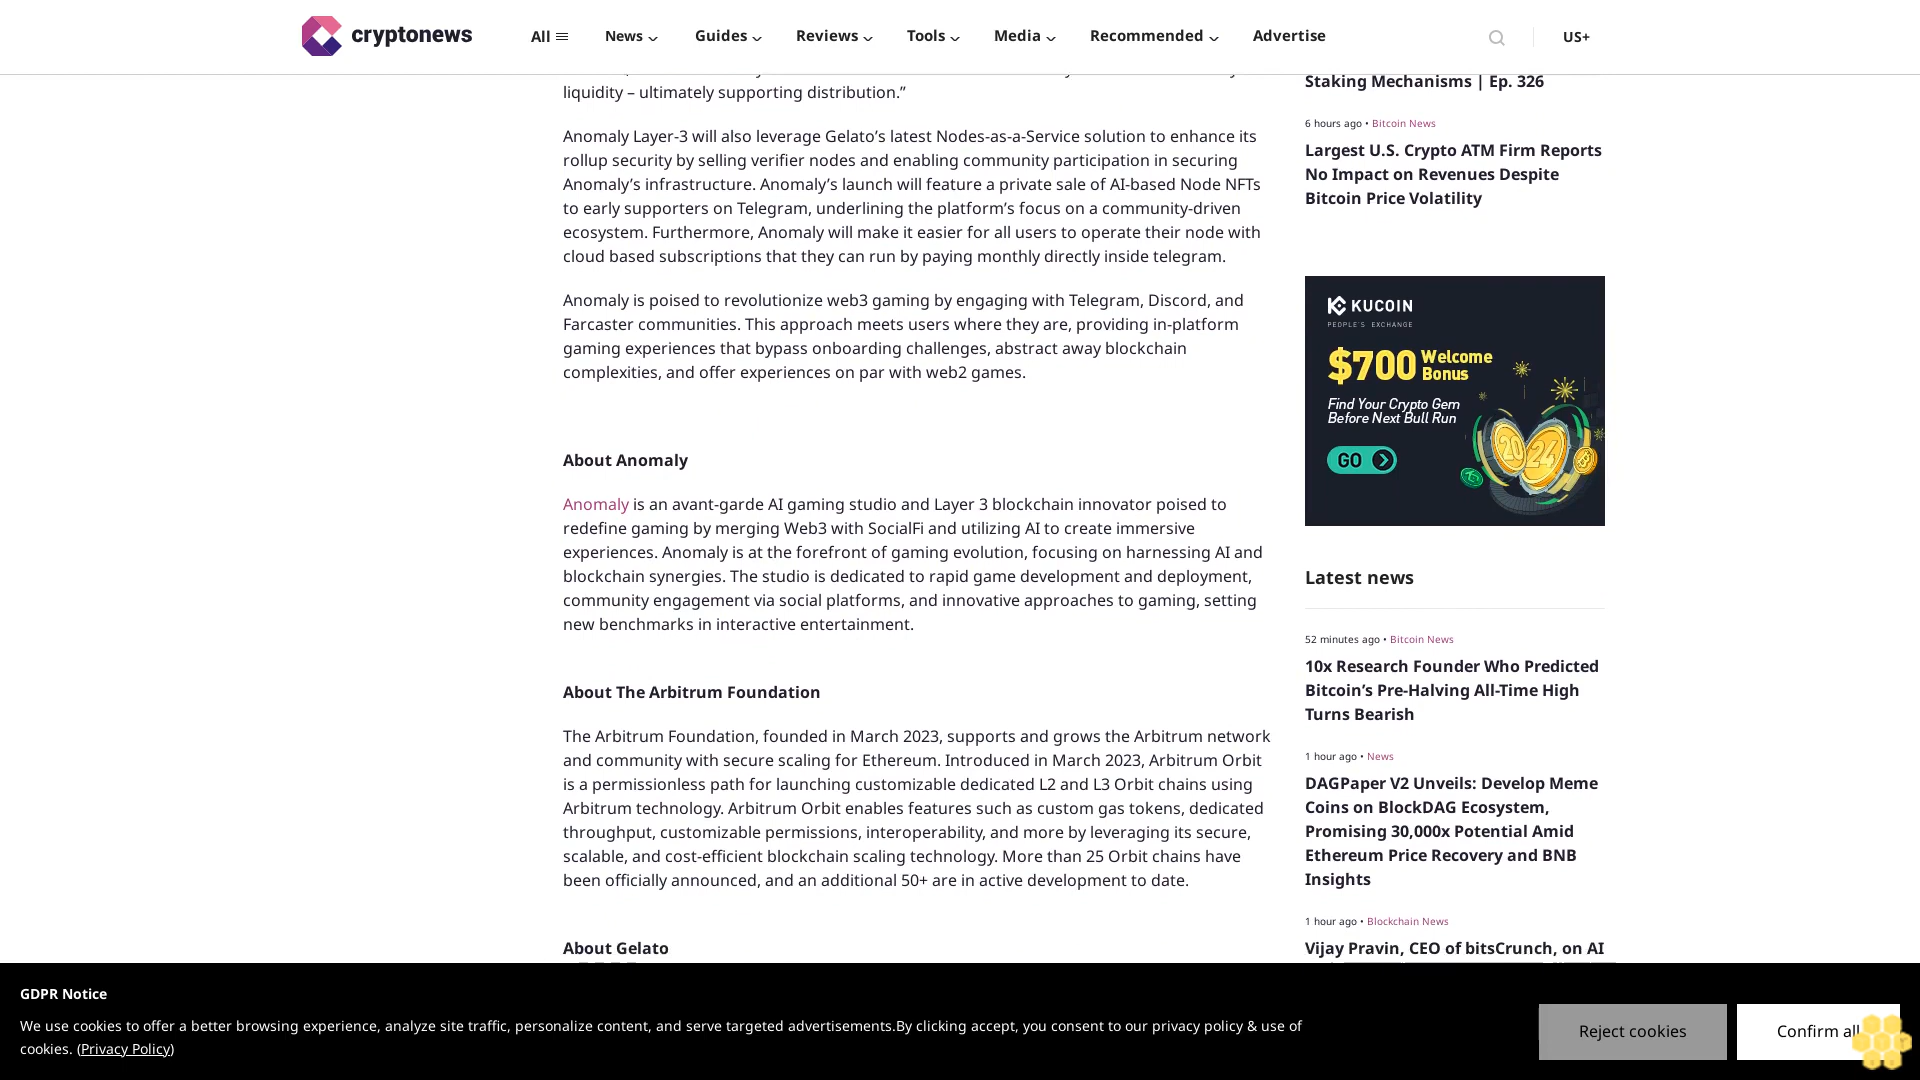 cryptonews
All
News
Guides
Reviews
Tools
Media
Recommended
Advertise
US+
liquidity – ultimately supporting distribution.”
Anomaly Layer-3 will also leverage Gelato’s latest Nodes-as-a-Service solution to enhance its
rollup security by selling verifier nodes and enabling community participation in securing
Anomaly’s infrastructure. Anomaly’s launch will feature a private sale of AI-based Node NFTs
to early supporters on Telegram, underlining the platform’s focus on a community-driven
ecosystem. Furthermore, Anomaly will make it easier for all users to operate their node with
cloud based subscriptions that they can run by paying monthly directly inside telegram.
Anomaly is poised to revolutionize web3 gaming by engaging with Telegram, Discord, and
Farcaster communities. This approach meets users where they are, providing in-platform
gaming experiences that bypass onboarding challenges, abstract away blockchain
complexities, and offer experiences on par with web2 games.
About Anomaly
Anomaly is an avant-garde AI gaming studio and Layer 3 blockchain innovator poised to
redefine gaming by merging Web3 with SocialFi and utilizing AI to create immersive
experiences. Anomaly is at the forefront of gaming evolution, focusing on harnessing AI and
blockchain synergies. The studio is dedicated to rapid game development and deployment,
community engagement via social platforms, and innovative approaches to gaming, setting
new benchmarks in interactive entertainment.
About The Arbitrum Foundation
The Arbitrum Foundation, founded in March 2023, supports and grows the Arbitrum network
and community with secure scaling for Ethereum. Introduced in March 2023, Arbitrum Orbit
is a permissionless path for launching customizable dedicated L2 and L3 Orbit chains using
Arbitrum technology. Arbitrum Orbit enables features such as custom gas tokens, dedicated
throughput, customizable permissions, interoperability, and more by leveraging its secure,
scalable, and cost-efficient blockchain scaling technology. More than 25 Orbit chains have
been officially announced, and an additional 50+ are in active development to date.
About Gelato
Staking Mechanisms | Ep. 326
6 hours ago • Bitcoin News
Largest U.S. Crypto ATM Firm Reports
No Impact on Revenues Despite
Bitcoin Price Volatility
KUCOIN
PEOPLE'S EXCHANGE
$700 Welcome
Bonus
Find Your Crypto Gem
Before Next Bull Run
GO
20 24
Latest news
52 minutes ago • Bitcoin News
10x Research Founder Who Predicted
Bitcoin’s Pre-Halving All-Time High
Turns Bearish
1 hour ago • News
DAGPaper V2 Unveils: Develop Meme
Coins on BlockDAG Ecosystem,
Promising 30,000x Potential Amid
Ethereum Price Recovery and BNB
Insights
1 hour ago • Blockchain News
Vijay Pravin, CEO of bitsCrunch, on AI
GDPR Notice
We use cookies to offer a better browsing experience, analyze site traffic, personalize content, and serve targeted advertisements.By clicking accept, you consent to our privacy policy & use of
cookies. (Privacy Policy)
Reject cookies
Confirm all